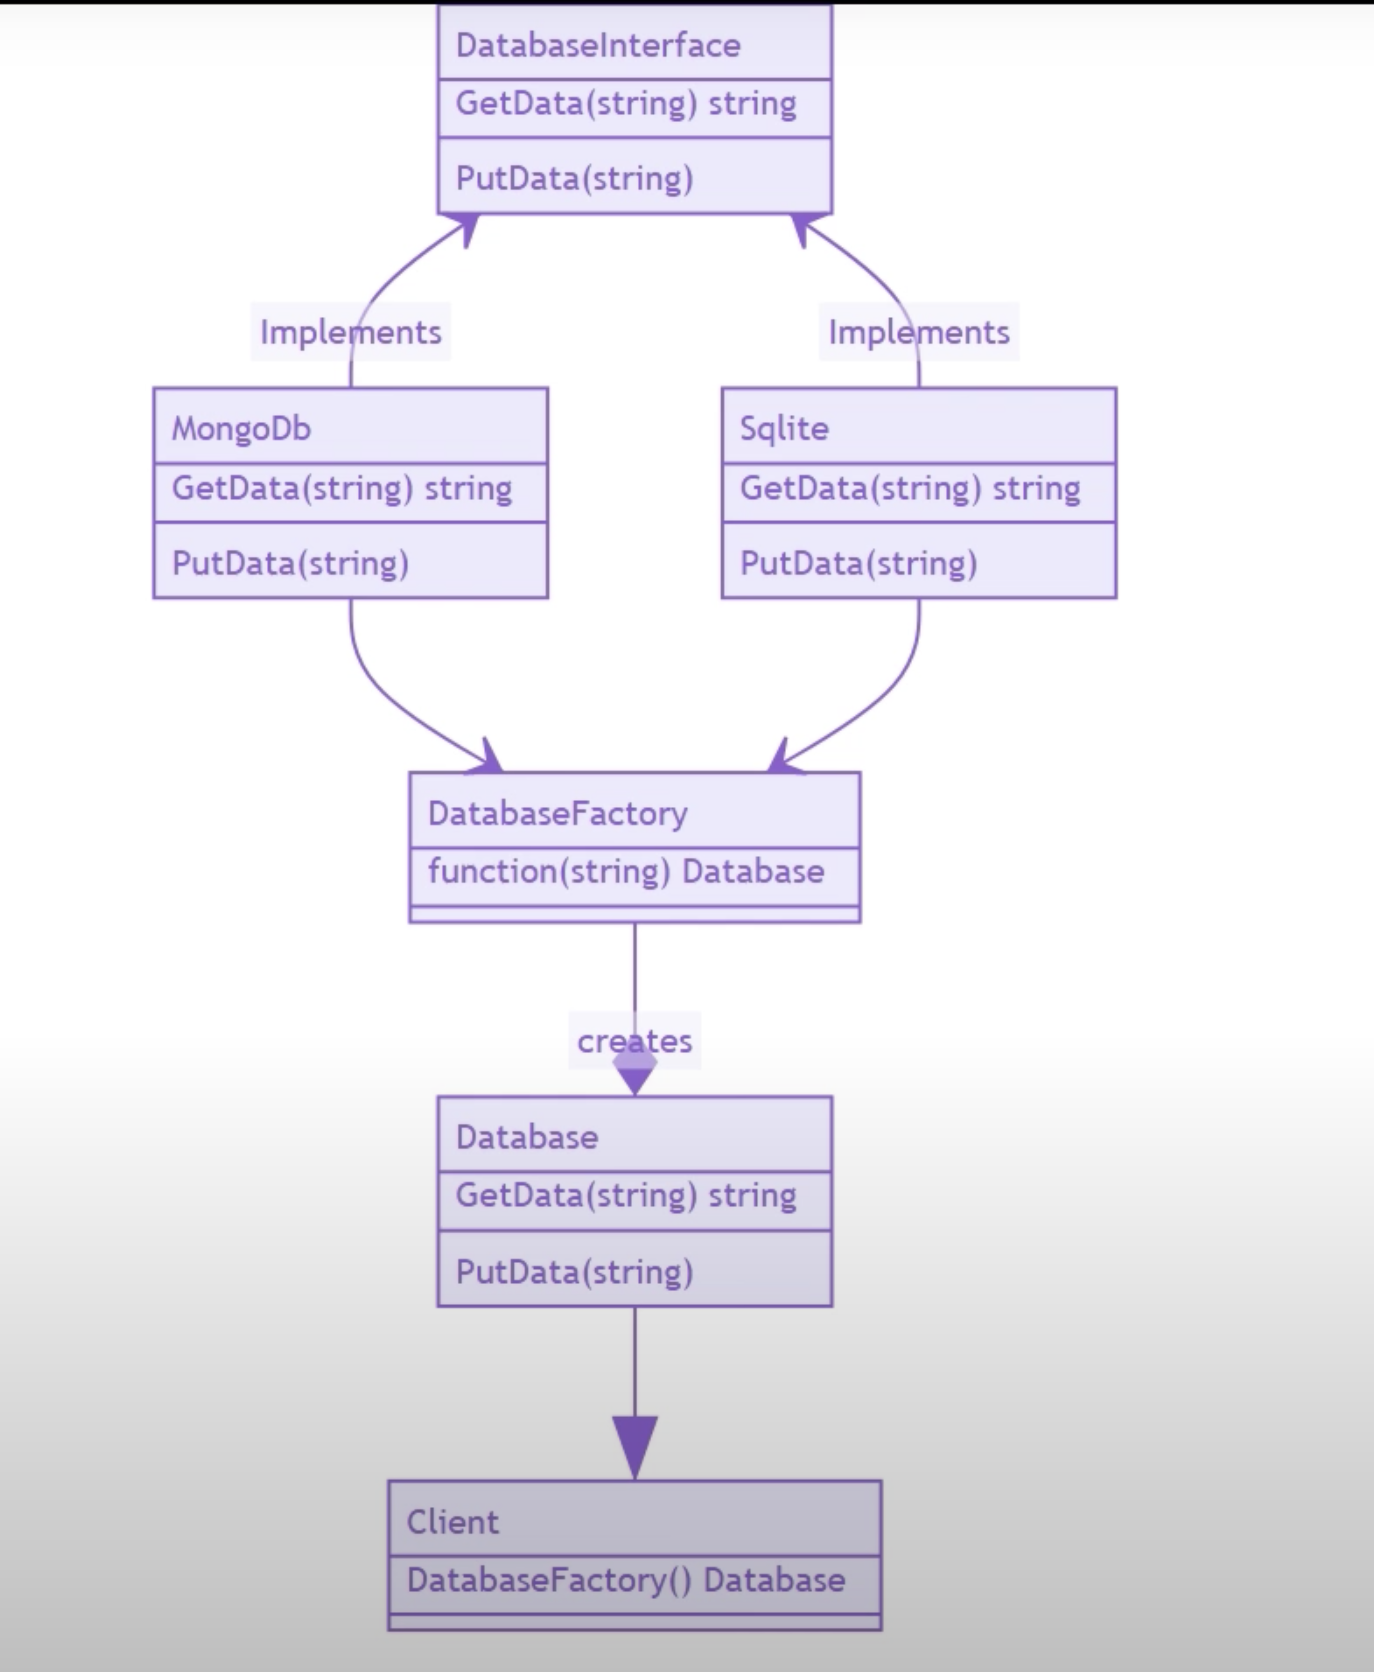 DatabaseInterface
GetData(string) string
PutData(string)
Implements
Implements
MongoDb
GetData(string) string
PutData(string)
Sqlite
GetData(string) string
PutData(string)
DatabaseFactory
function(string) Database
creates
Database
GetData(string) string
PutData(string)
Client
DatabaseFactory() Database